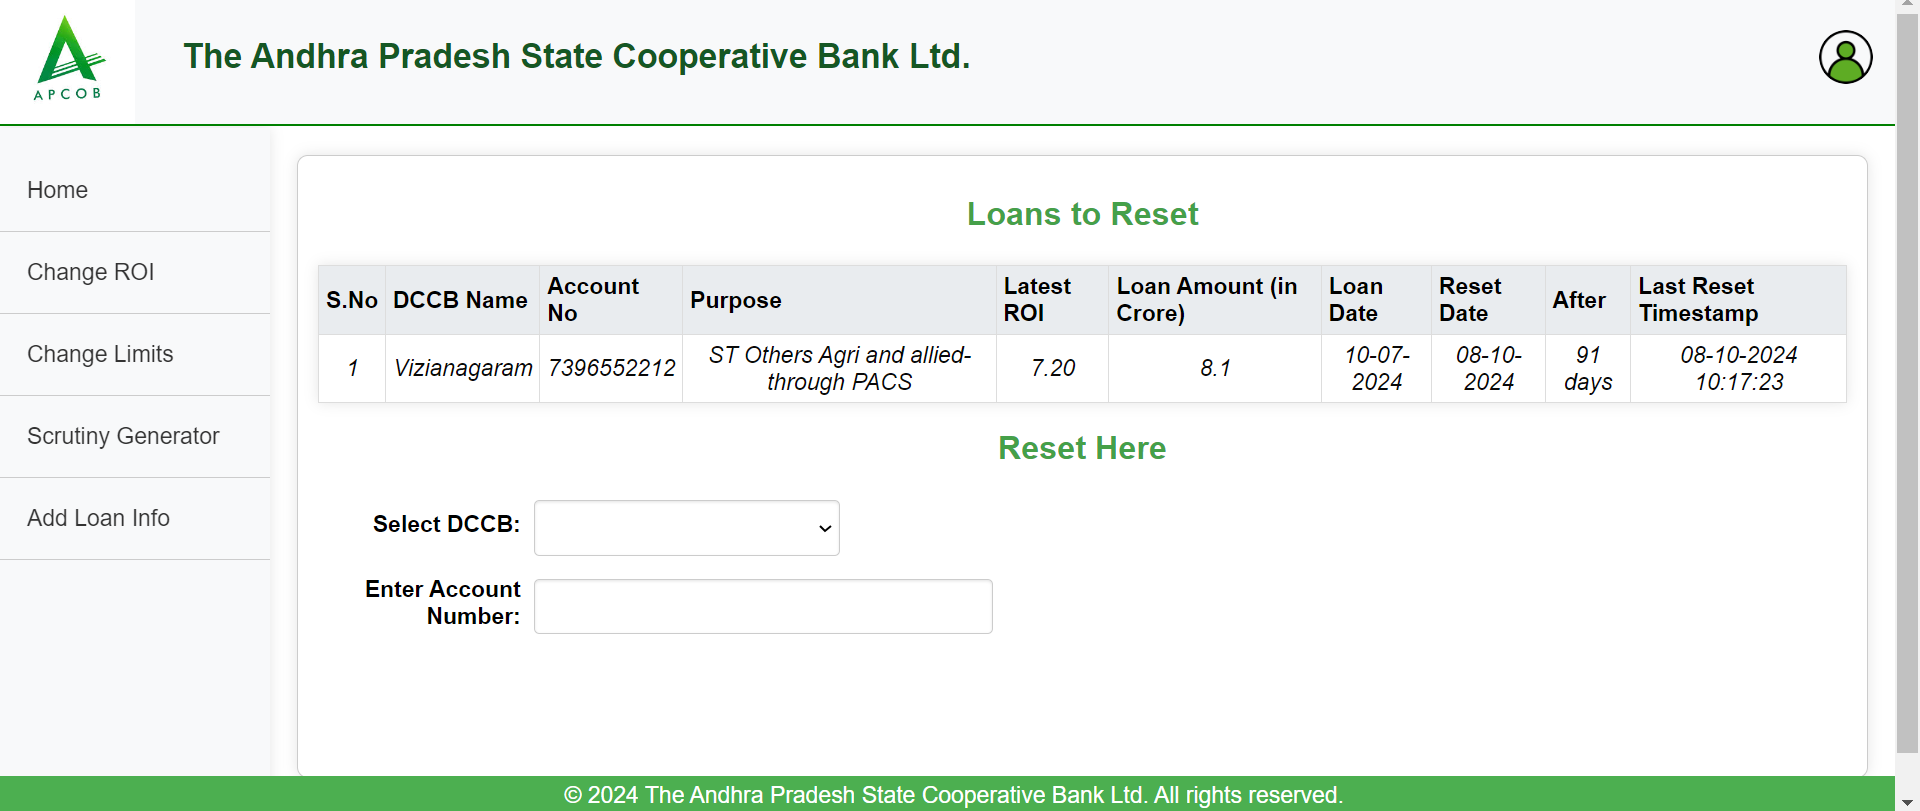 APCOB
The Andhra Pradesh State Cooperative Bank Ltd.
Home
Change ROI
Change Limits
Scrutiny Generator
Add Loan Info
Loans to Reset
S.No DCCB Name Account No Purpose Latest ROI Loan Amount (in Crore) Loan Date Reset Date After Last Reset Timestamp
1 Vizianagaram 7396552212 ST Others Agri and allied-through PACS 7.20 8.1 10-07-2024 08-10-2024 91 days 08-10-2024 10:17:23
Reset Here
Select DCCB:
Enter Account
Number:
© 2024 The Andhra Pradesh State Cooperative Bank Ltd. All rights reserved.